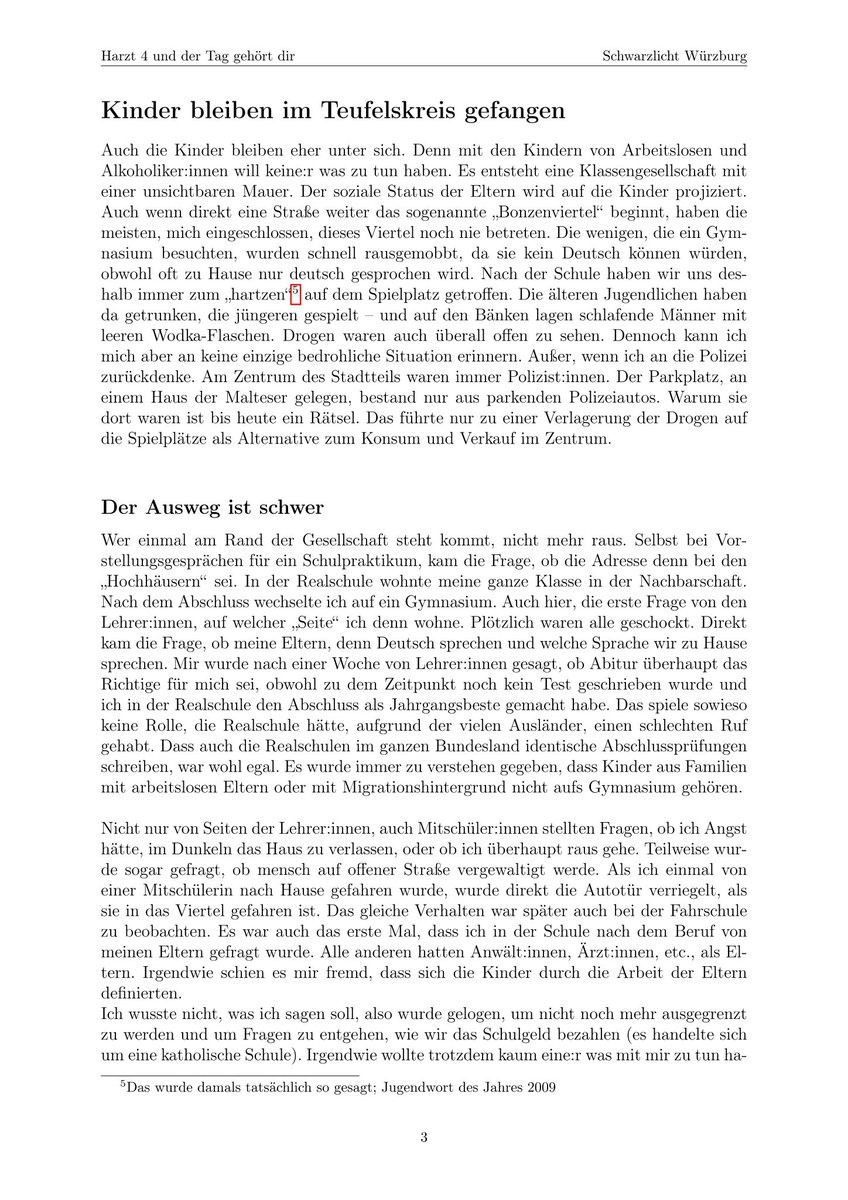 Harzt 4 und der Tag gehört dir Schwarzlicht Würzburg
Kinder bleiben im Teufelskreis gefangen
Auch die Kinder bleiben eher unter sich. Denn mit den Kindern von Arbeitslosen und
Alkoholiker:innen will keine:r was zu tun haben. Es entsteht eine Klassengesellschaft mit
einer unsichtbaren Mauer. Der soziale Status der Eltern wird auf die Kinder projiziert.
Auch wenn direkt eine Straße weiter das sogenannte „Bonzenviertel“ beginnt, haben die
meisten, mich eingeschlossen, dieses Viertel noch nie betreten. Die wenigen, die ein Gym-
nasium besuchten, wurden schnell rausgemobbt, da sie kein Deutsch können würden,
obwohl oft zu Hause nur deutsch gesprochen wird. Nach der Schule haben wir uns des-
halb immer zum „hartzen“5 auf dem Spielplatz getroffen. Die älteren Jugendlichen haben
da getrunken, die jüngeren gespielt – und auf den Bänken lagen schlafende Männer mit
leeren Wodka-Flaschen. Drogen waren auch überall offen zu sehen. Dennoch kann ich
mich aber an keine einzige bedrohliche Situation erinnern. Außer, wenn ich an die Polizei
zurückdenke. Am Zentrum des Stadtteils waren immer Polizist:innen. Der Parkplatz, an
einem Haus der Malteser gelegen, bestand nur aus parkenden Polizeiautos. Warum sie
dort waren ist bis heute ein Rätsel. Das führte nur zu einer Verlagerung der Drogen auf
die Spielplätze als Alternative zum Konsum und Verkauf im Zentrum.
Der Ausweg ist schwer
Wer einmal am Rand der Gesellschaft steht kommt, nicht mehr raus. Selbst bei Vor-
stellungsgesprächen für ein Schulpraktikum, kam die Frage, ob die Adresse denn bei den
„Hochhäusern“ sei. In der Realschule wohnte meine ganze Klasse in der Nachbarschaft.
Nach dem Abschluss wechselte ich auf ein Gymnasium. Auch hier, die erste Frage von den
Lehrer:innen, auf welcher „Seite“ ich denn wohne. Plötzlich waren alle geschockt. Direkt
kam die Frage, ob meine Eltern, denn Deutsch sprechen und welche Sprache wir zu Hause
sprechen. Mir wurde nach einer Woche von Lehrer:innen gesagt, ob Abitur überhaupt das
Richtige für mich sei, obwohl zu dem Zeitpunkt noch kein Test geschrieben wurde und
ich in der Realschule den Abschluss als Jahrgangsbeste gemacht habe. Das spiele sowieso
keine Rolle, die Realschule hätte, aufgrund der vielen Ausländer, einen schlechten Ruf
gehabt. Dass auch die Realschulen im ganzen Bundesland identische Abschlussprüfungen
schreiben, war wohl egal. Es wurde immer zu verstehen gegeben, dass Kinder aus Familien
mit arbeitslosen Eltern oder mit Migrationshintergrund nicht aufs Gymnasium gehören.
Nicht nur von Seiten der Lehrer:innen, auch Mitschüler:innen stellten Fragen, ob ich Angst
hätte, im Dunkeln das Haus zu verlassen, oder ob ich überhaupt raus gehe. Teilweise wur-
de sogar gefragt, ob mensch auf offener Straße vergewaltigt werde. Als ich einmal von
einer Mitschülerin nach Hause gefahren wurde, wurde direkt die Autotür verriegelt, als
sie in das Viertel gefahren ist. Das gleiche Verhalten war später auch bei der Fahrschule
zu beobachten. Es war auch das erste Mal, dass ich in der Schule nach dem Beruf von
meinen Eltern gefragt wurde. Alle anderen hatten Anwält:innen, Ärzt:innen, etc., als El-
tern. Irgendwie schien es mir fremd, dass sich die Kinder durch die Arbeit der Eltern
definierten.
Ich wusste nicht, was ich sagen soll, also wurde gelogen, um nicht noch mehr ausgegrenzt
zu werden und um Fragen zu entgehen, wie wir das Schulgeld bezahlen (es handelte sich
um eine katholische Schule). Irgendwie wollte trotzdem kaum eine:r was mit mir zu tun ha-
5Das wurde damals tatsächlich so gesagt; Jugendwort des Jahres 2009
3